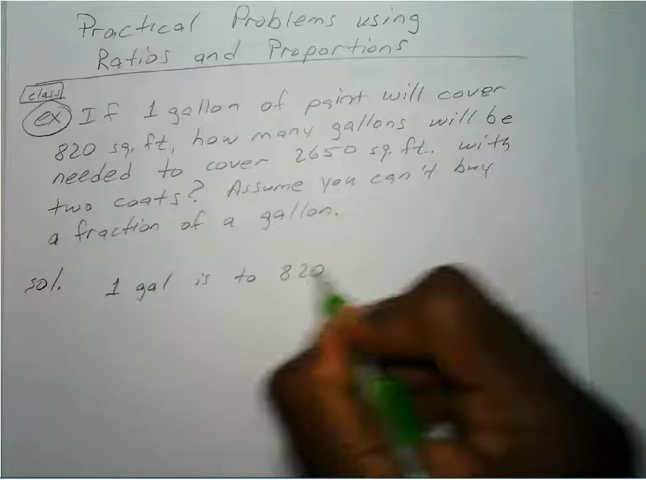 Practical Problems using
Ratios and Proportions
class
ex If 1 gallon of paint will cover
820 sq. ft, how many gallons will be
needed to cover 2650 sq. ft. with
two coats? Assume you can't buy
a fraction of a gallon.
sol. 1 gal is to 820